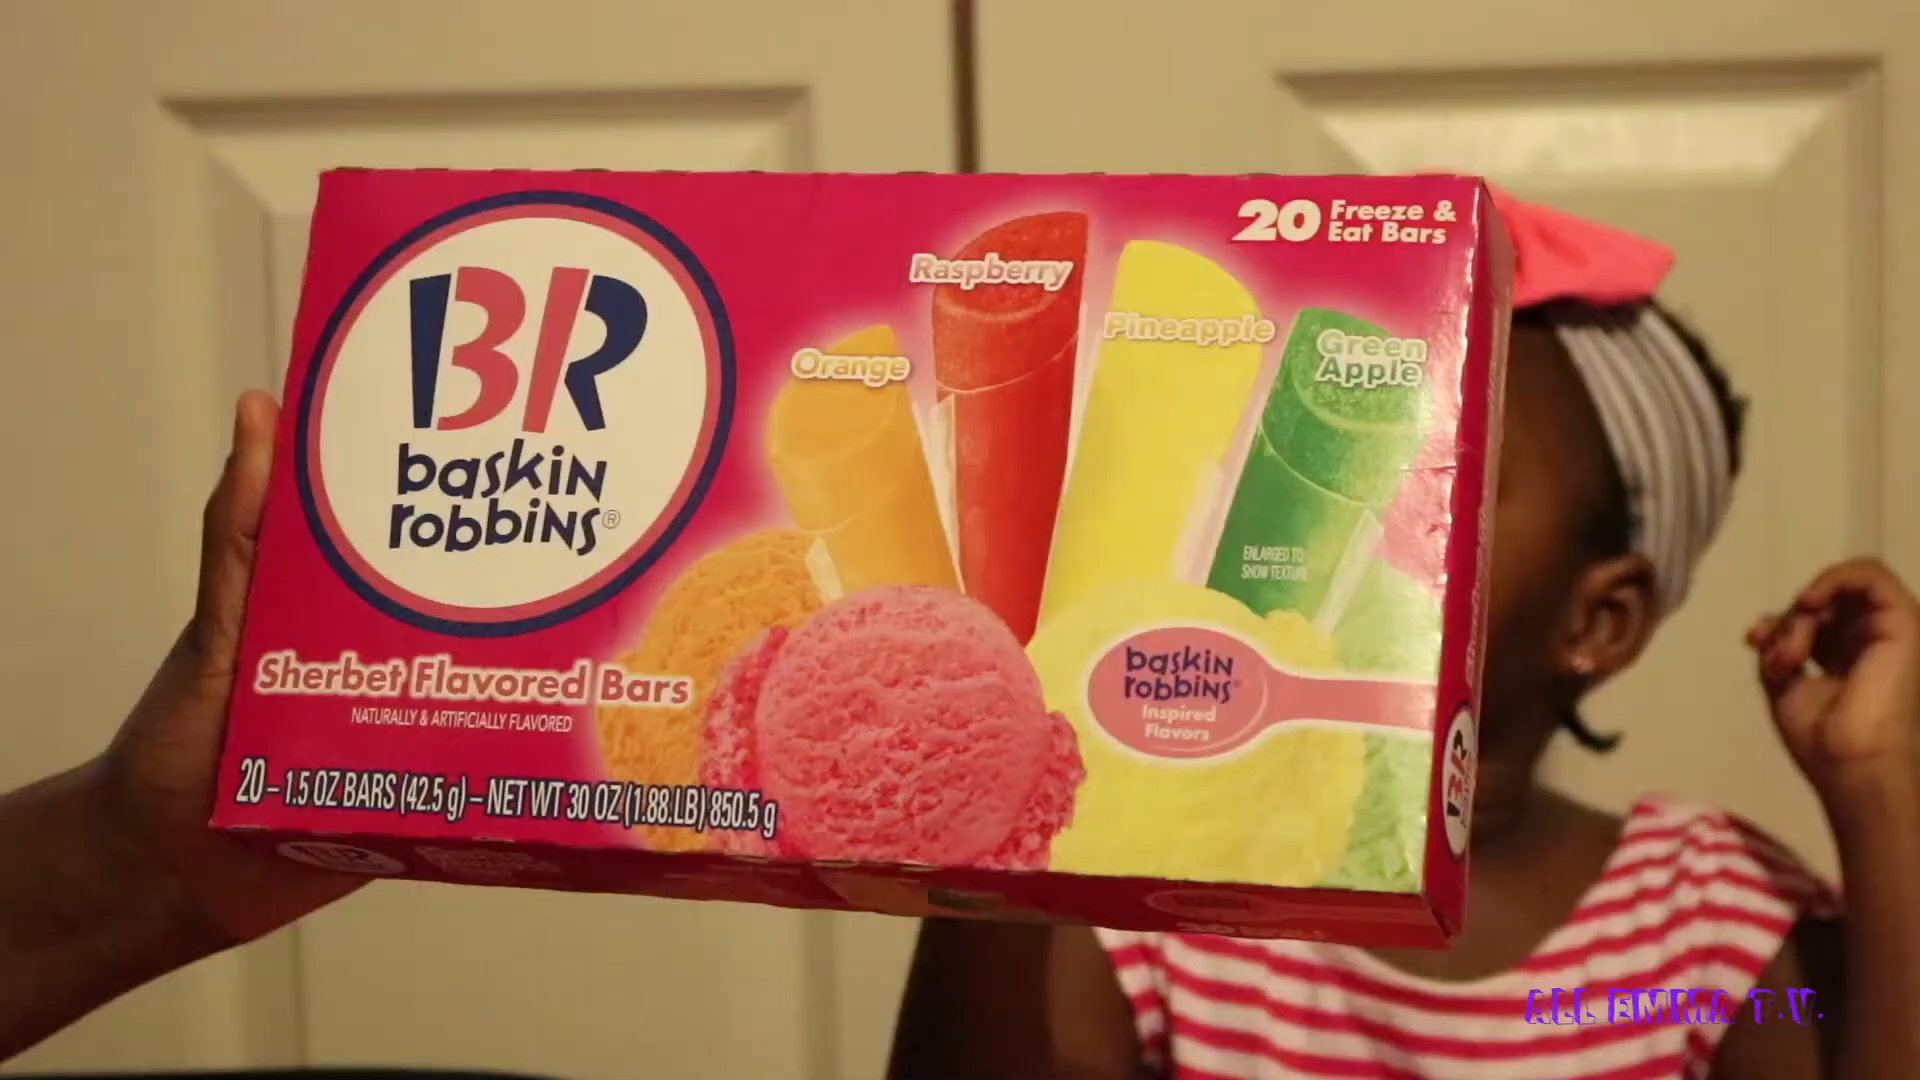 BR
baskin
robbins®
20 Freeze &
Eat Bars
Raspberry
Pineapple
Orange
Green
Apple
ENLARGED TO
SHOW TEXTURE
baskin
robbins
Inspired
Flavors
Sherbet Flavored Bars
NATURALLY & ARTIFICIALLY FLAVORED
20 – 1.5 OZ BARS (42.5 g) – NET WT 30 OZ (1.88.LB) 850.5 g
BR
BR
ALL EMMA T.V.